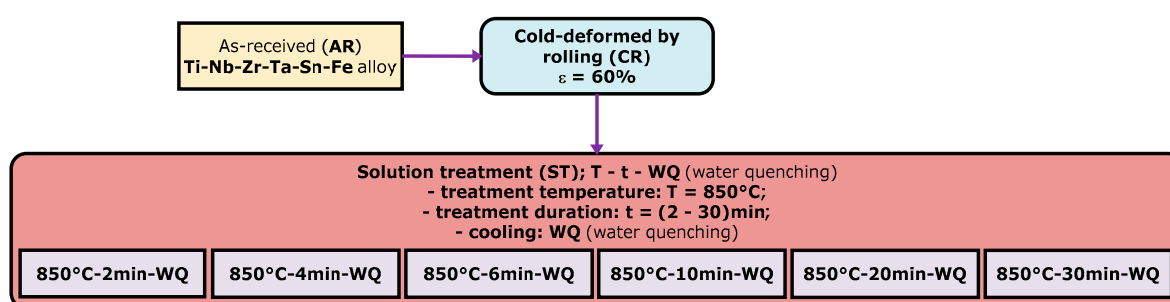 As-received (AR)
Ti-Nb-Zr-Ta-Sn-Fe alloy
Cold-deformed by
rolling (CR)
ε = 60%
Solution treatment (ST); T - t - WQ (water quenching)
- treatment temperature: T = 850°C;
- treatment duration: t = (2 - 30)min;
- cooling: WQ (water quenching)
850°C-2min-WQ
850°C-4min-WQ
850°C-6min-WQ
850°C-10min-WQ
850°C-20min-WQ
850°C-30min-WQ